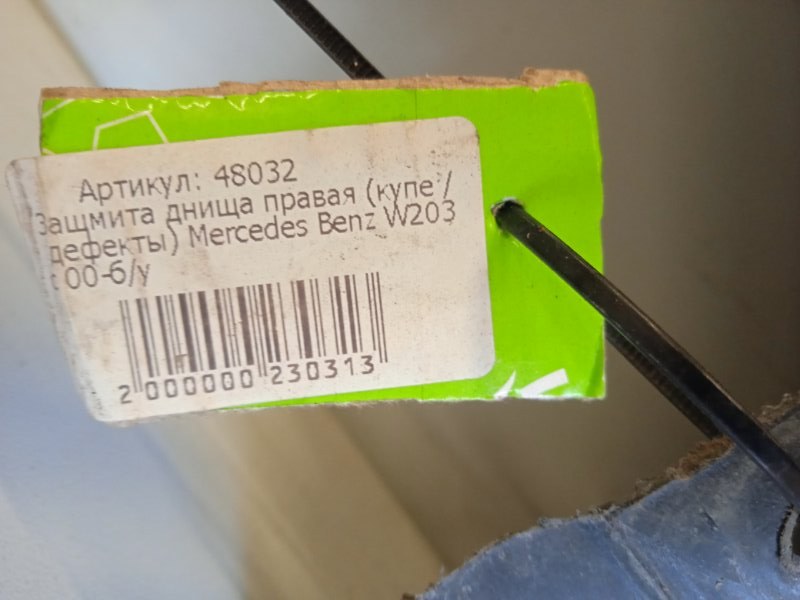 Артикул: 48032
Защмита днища правая (купе /
дефекты) Mercedes Benz W203
00-б/у
2 000000 230313